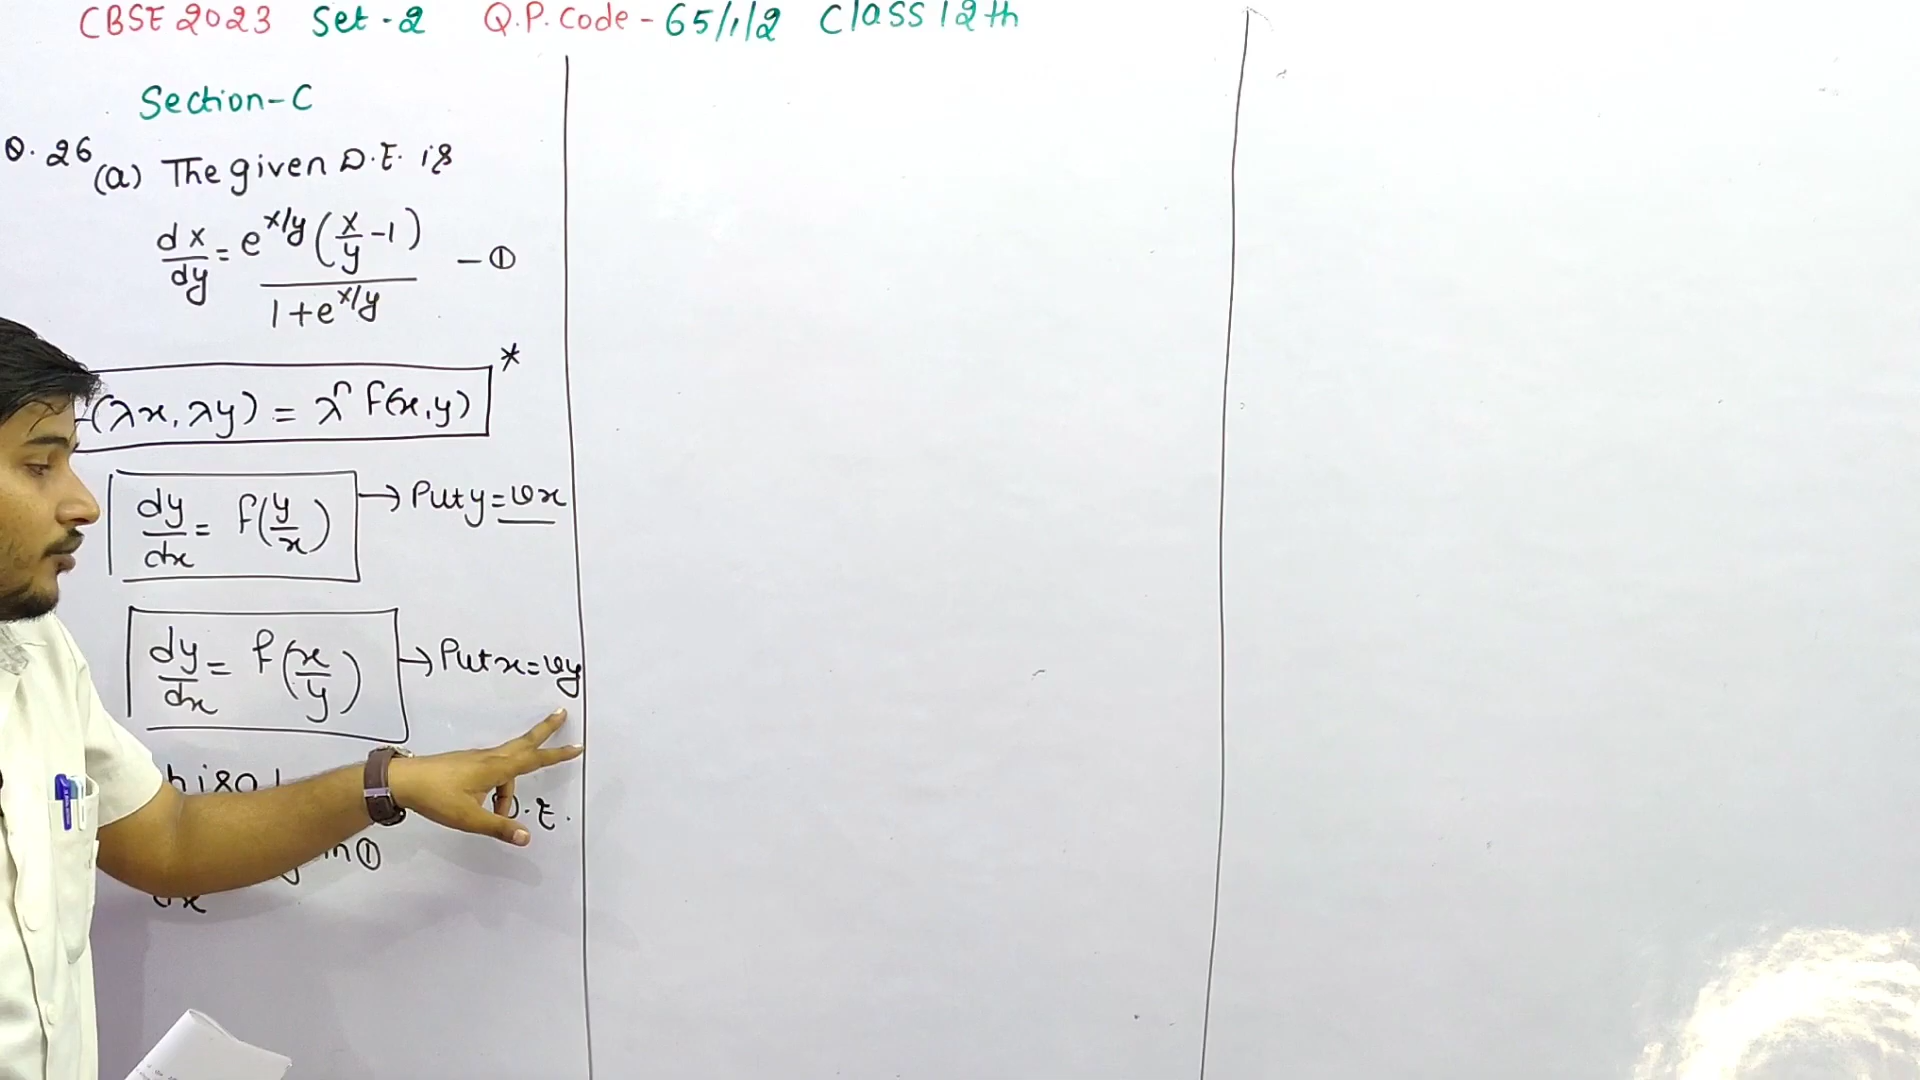 CBSE 2023 Set-2 Q.P. Code - 65/1/2 Class 12th
Section-C
Q.26 (a) The given D.E. is
dx/dy = e^x/y (x/y - 1) / 1+e^x/y - ①
(λx, λy) = λ^n f(x,y) *
dy/dx = f(y/x) → Put y=vx
dy/dx = f(x/y) → Put x=vy
D.E.
in ①